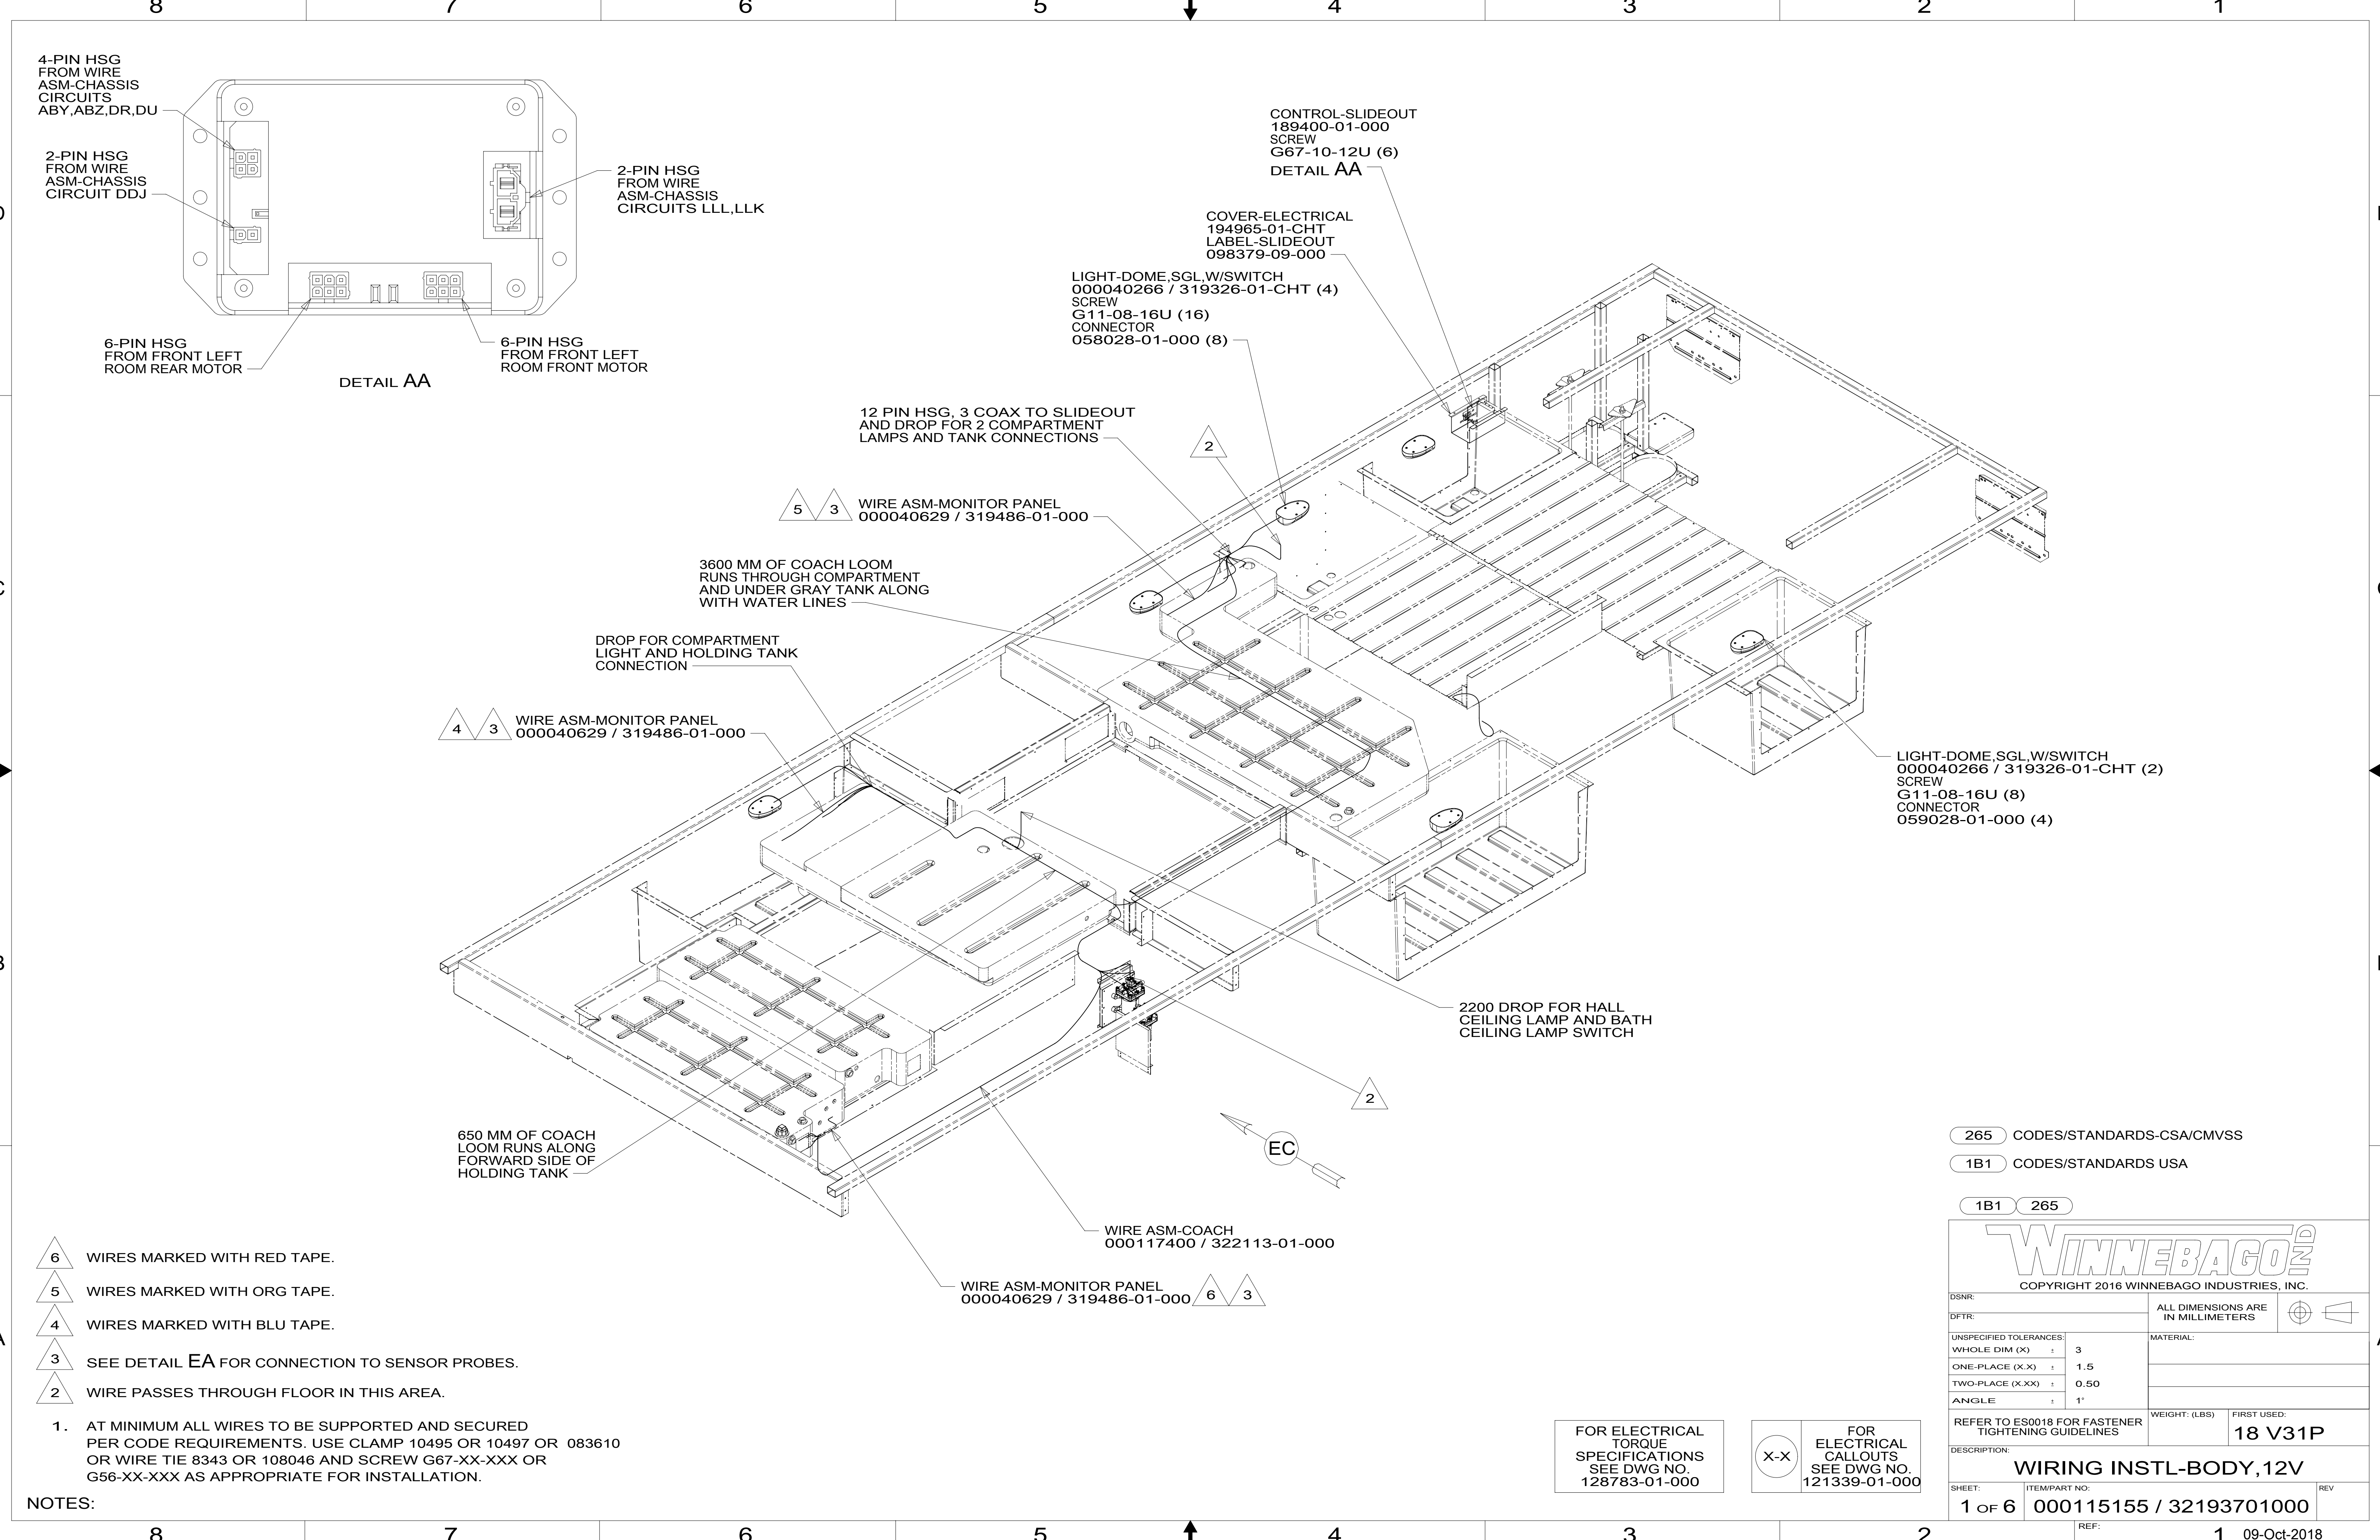 8 7 6 5 4 3 2 1
4-PIN HSG
FROM WIRE
ASM-CHASSIS
CIRCUITS
ABY,ABZ,DR,DU
2-PIN HSG
FROM WIRE
ASM-CHASSIS
CIRCUIT DDJ
2-PIN HSG
FROM WIRE
ASM-CHASSIS
CIRCUITS LLL,LLK
6-PIN HSG
FROM FRONT LEFT
ROOM REAR MOTOR
6-PIN HSG
FROM FRONT LEFT
ROOM FRONT MOTOR
DETAIL AA
CONTROL-SLIDEOUT
189400-01-000
SCREW
G67-10-12U (6)
DETAIL AA
COVER-ELECTRICAL
194965-01-CHT
LABEL-SLIDEOUT
098379-09-000
LIGHT-DOME,SGL,W/SWITCH
000040266 / 319326-01-CHT (4)
SCREW
G11-08-16U (16)
CONNECTOR
058028-01-000 (8)
12 PIN HSG, 3 COAX TO SLIDEOUT
AND DROP FOR 2 COMPARTMENT
LAMPS AND TANK CONNECTIONS
2
5 3 WIRE ASM-MONITOR PANEL
000040629 / 319486-01-000
3600 MM OF COACH LOOM
RUNS THROUGH COMPARTMENT
AND UNDER GRAY TANK ALONG
WITH WATER LINES
DROP FOR COMPARTMENT
LIGHT AND HOLDING TANK
CONNECTION
4 3 WIRE ASM-MONITOR PANEL
000040629 / 319486-01-000
LIGHT-DOME,SGL,W/SWITCH
000040266 / 319326-01-CHT (2)
SCREW
G11-08-16U (8)
CONNECTOR
059028-01-000 (4)
2200 DROP FOR HALL
CEILING LAMP AND BATH
CEILING LAMP SWITCH
2
EC
650 MM OF COACH
LOOM RUNS ALONG
FORWARD SIDE OF
HOLDING TANK
WIRE ASM-COACH
000117400 / 322113-01-000
WIRE ASM-MONITOR PANEL
000040629 / 319486-01-000 6 3
6 WIRES MARKED WITH RED TAPE.
5 WIRES MARKED WITH ORG TAPE.
4 WIRES MARKED WITH BLU TAPE.
3 SEE DETAIL EA FOR CONNECTION TO SENSOR PROBES.
2 WIRE PASSES THROUGH FLOOR IN THIS AREA.
1. AT MINIMUM ALL WIRES TO BE SUPPORTED AND SECURED
PER CODE REQUIREMENTS. USE CLAMP 10495 OR 10497 OR 083610
OR WIRE TIE 8343 OR 108046 AND SCREW G67-XX-XXX OR
G56-XX-XXX AS APPROPRIATE FOR INSTALLATION.
NOTES:
FOR ELECTRICAL
TORQUE
SPECIFICATIONS
SEE DWG NO.
128783-01-000
X-X
FOR
ELECTRICAL
CALLOUTS
SEE DWG NO.
121339-01-000
265 CODES/STANDARDS-CSA/CMVSS
1B1 CODES/STANDARDS USA
1B1 265
WINNEBAGO IND
COPYRIGHT 2016 WINNEBAGO INDUSTRIES, INC.
DSNR:
DFTR:
ALL DIMENSIONS ARE
IN MILLIMETERS
UNSPECIFIED TOLERANCES:
WHOLE DIM (X) ± 3
ONE-PLACE (X.X) ± 1.5
TWO-PLACE (X.XX) ± 0.50
ANGLE ± 1°
MATERIAL:
REFER TO ES0018 FOR FASTENER
TIGHTENING GUIDELINES
WEIGHT: (LBS)
FIRST USED:
18 V31P
DESCRIPTION:
WIRING INSTL-BODY,12V
SHEET:
1 OF 6
ITEM/PART NO:
000115155 / 32193701000
REV
8 7 6 5 4 3 2 1
REF:
09-Oct-2018